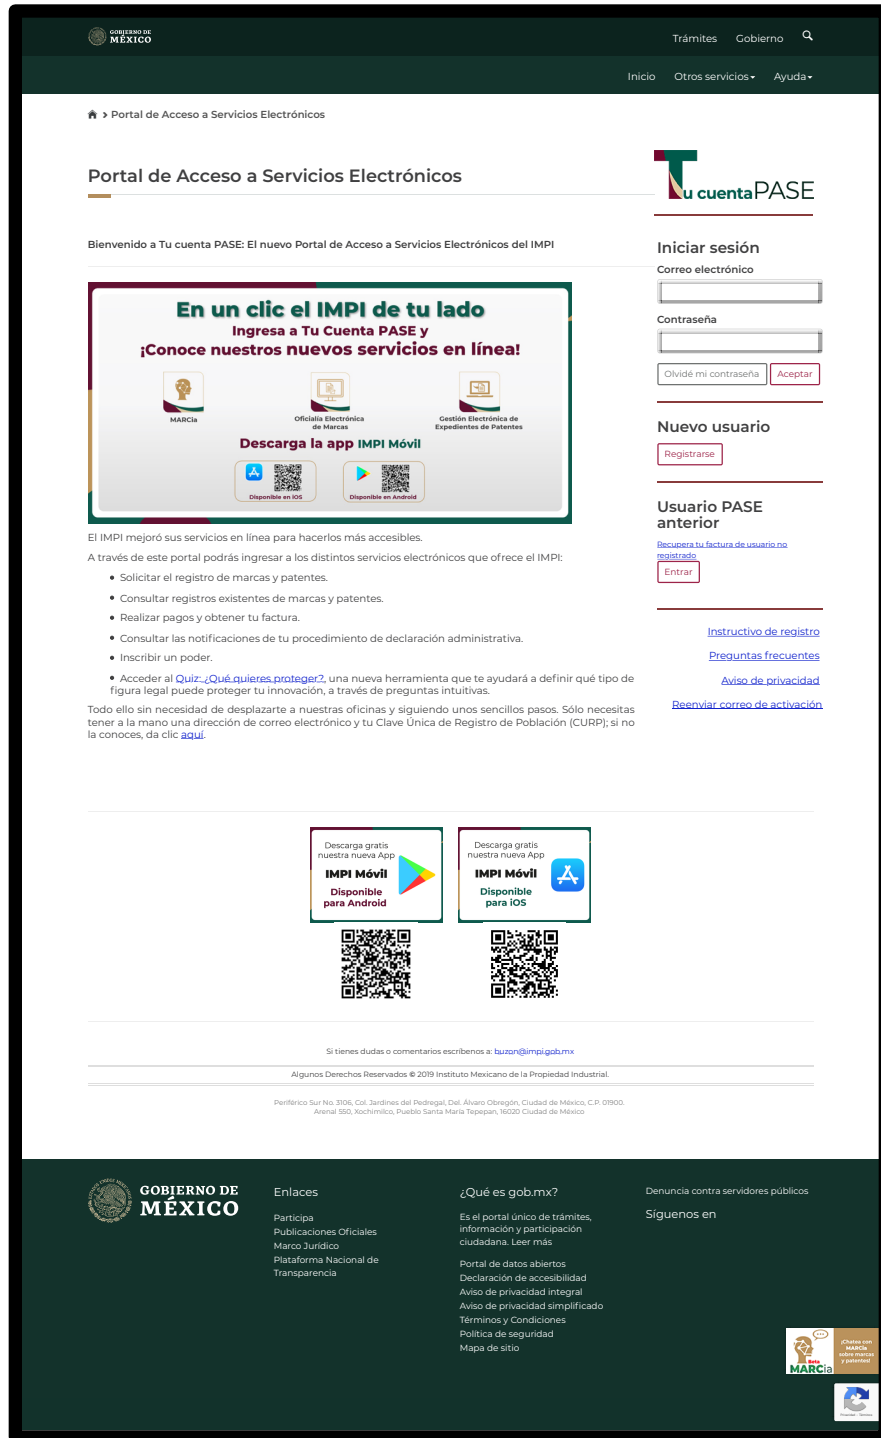 GOBIERNO DE
MÉXICO
Trámites Gobierno
Inicio Otros servicios Ayuda
Portal de Acceso a Servicios Electrónicos
Portal de Acceso a Servicios Electrónicos
Tu cuenta PASE
Bienvenido a Tu cuenta PASE: El nuevo Portal de Acceso a Servicios Electrónicos del IMPI
En un clic el IMPI de tu lado
Ingresa a Tu Cuenta PASE y
¡Conoce nuestros nuevos servicios en línea!
MARCia
Oficialía Electrónica
de Marcas
Gestión Electrónica de
Expedientes de Patentes
Descarga la app IMPI Móvil
Disponible en iOS
Disponible en Android
El IMPI mejoró sus servicios en línea para hacerlos más accesibles.
A través de este portal podrás ingresar a los distintos servicios electrónicos que ofrece el IMPI:
• Solicitar el registro de marcas y patentes.
• Consultar registros existentes de marcas y patentes.
• Realizar pagos y obtener tu factura.
• Consultar las notificaciones de tu procedimiento de declaración administrativa.
• Inscribir un poder.
• Acceder al Quiz: ¿Qué quieres proteger?, una nueva herramienta que te ayudará a definir qué tipo de
figura legal puede proteger tu innovación, a través de preguntas intuitivas.
Todo ello sin necesidad de desplazarte a nuestras oficinas y siguiendo unos sencillos pasos. Sólo necesitas
tener a la mano una dirección de correo electrónico y tu Clave Única de Registro de Población (CURP); si no
la conoces, da clic aquí.
Iniciar sesión
Correo electrónico
Contraseña
Olvidé mi contraseña Aceptar
Nuevo usuario
Registrarse
Usuario PASE
anterior
Recupera tu factura de usuario no
registrado
Entrar
Instructivo de registro
Preguntas frecuentes
Aviso de privacidad
Reenviar correo de activación
Descarga gratis
nuestra nueva App
IMPI Móvil
Disponible
para Android
Descarga gratis
nuestra nueva App
IMPI Móvil
Disponible
para iOS
Si tienes dudas o comentarios escríbenos a: buzon@impi.gob.mx
Algunos Derechos Reservados © 2019 Instituto Mexicano de la Propiedad Industrial.
Periférico Sur No. 3106, Col. Jardines del Pedregal, Del. Álvaro Obregón, Ciudad de México, C.P. 01900.
Arenal 550, Xochimilco, Pueblo Santa María Tepepan, 16020 Ciudad de México
GOBIERNO DE
MÉXICO
Enlaces
Participa
Publicaciones Oficiales
Marco Jurídico
Plataforma Nacional de
Transparencia
¿Qué es gob.mx?
Es el portal único de trámites,
información y participación
ciudadana. Leer más
Portal de datos abiertos
Declaración de accesibilidad
Aviso de privacidad integral
Aviso de privacidad simplificado
Términos y Condiciones
Política de seguridad
Mapa de sitio
Denuncia contra servidores públicos
Síguenos en
Beta
MARCia
¡Chatea con
MARCia
sobre marcas
y patentes!
Privacidad - Términos